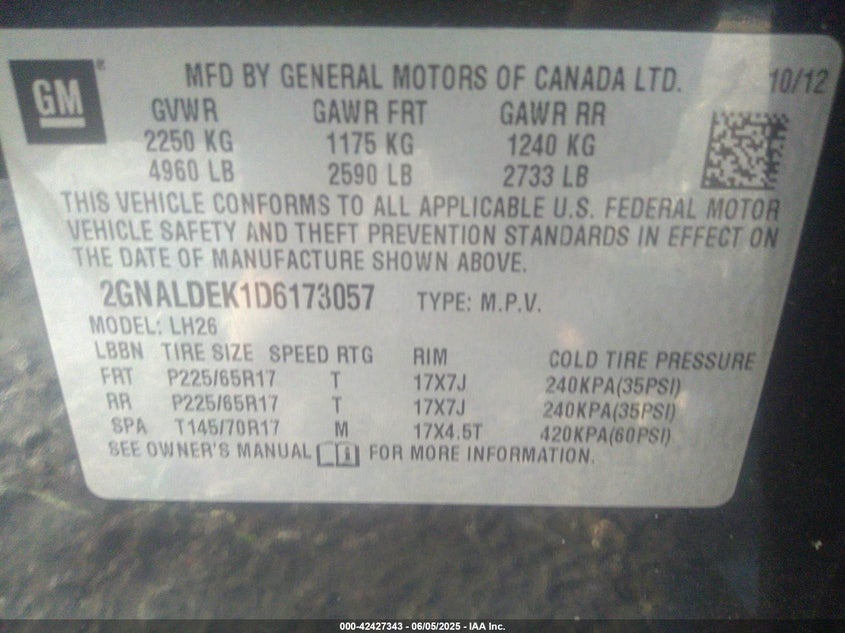 GM ®
MFD BY GENERAL MOTORS OF CANADA LTD. 10/12
GVWR GAWR FRT GAWR RR
2250 KG 1175 KG 1240 KG
4960 LB 2590 LB 2733 LB
THIS VEHICLE CONFORMS TO ALL APPLICABLE U.S. FEDERAL MOTOR
VEHICLE SAFETY AND THEFT PREVENTION STANDARDS IN EFFECT ON
THE DATE OF MANUFACTURE SHOWN ABOVE.
2GNALDEK1D6173057 TYPE: M.P.V.
MODEL: LH26
LBBN TIRE SIZE SPEED RTG RIM COLD TIRE PRESSURE
FRT P225/65R17 T 17X7J 240KPA(35PSI)
RR P225/65R17 T 17X7J 240KPA(35PSI)
SPA T145/70R17 M 17X4.5T 420KPA(60PSI)
SEE OWNER'S MANUAL FOR MORE INFORMATION.
000-42427343 - 06/05/2025 - IAA Inc.